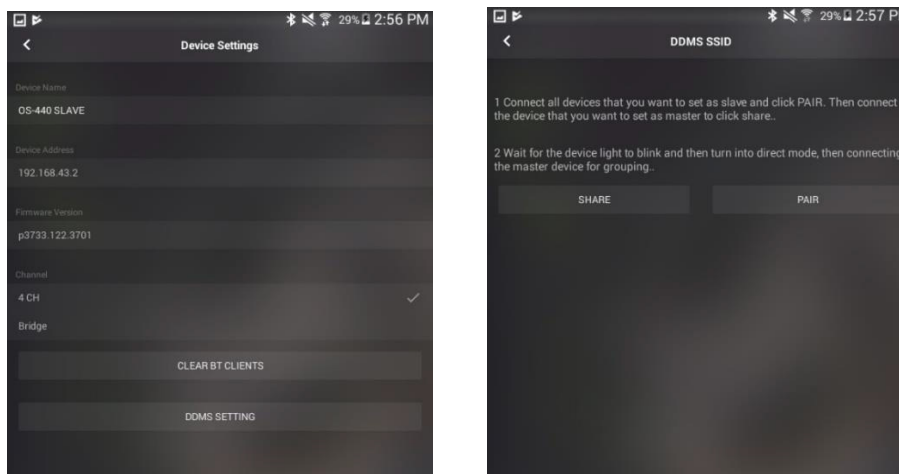 29% 2:56 PM
Device Settings
Device Name
OS-440 SLAVE
Device Address
192.168.43.2
Firmware Version
p3733.122.3701
Channel
4 CH
Bridge
CLEAR BT CLIENTS
DDMS SETTING
29% 2:57 P
DDMS SSID
1 Connect all devices that you want to set as slave and click PAIR. Then connect
the device that you want to set as master to click share..
2 Wait for the device light to blink and then turn into direct mode, then connecting
the master device for grouping..
SHARE PAIR